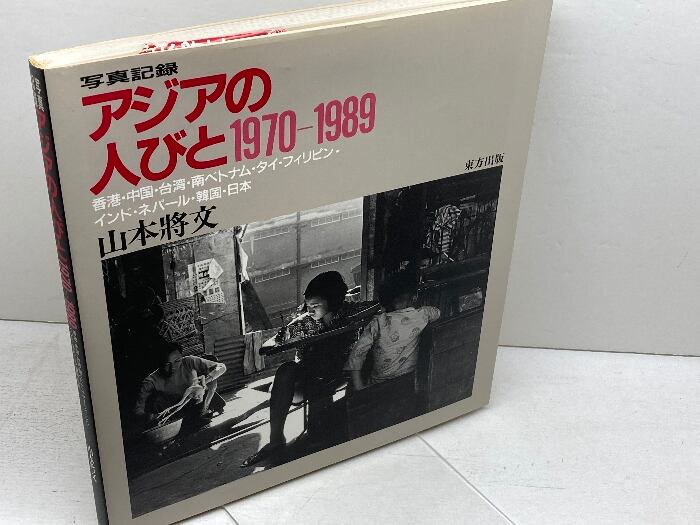 写真記録
アジアの
人びと1970-1989
香港・中国・台湾・南ベトナム・タイ・フィリピン・
インド・ネパール・韓国・日本
山本將文
東方出版